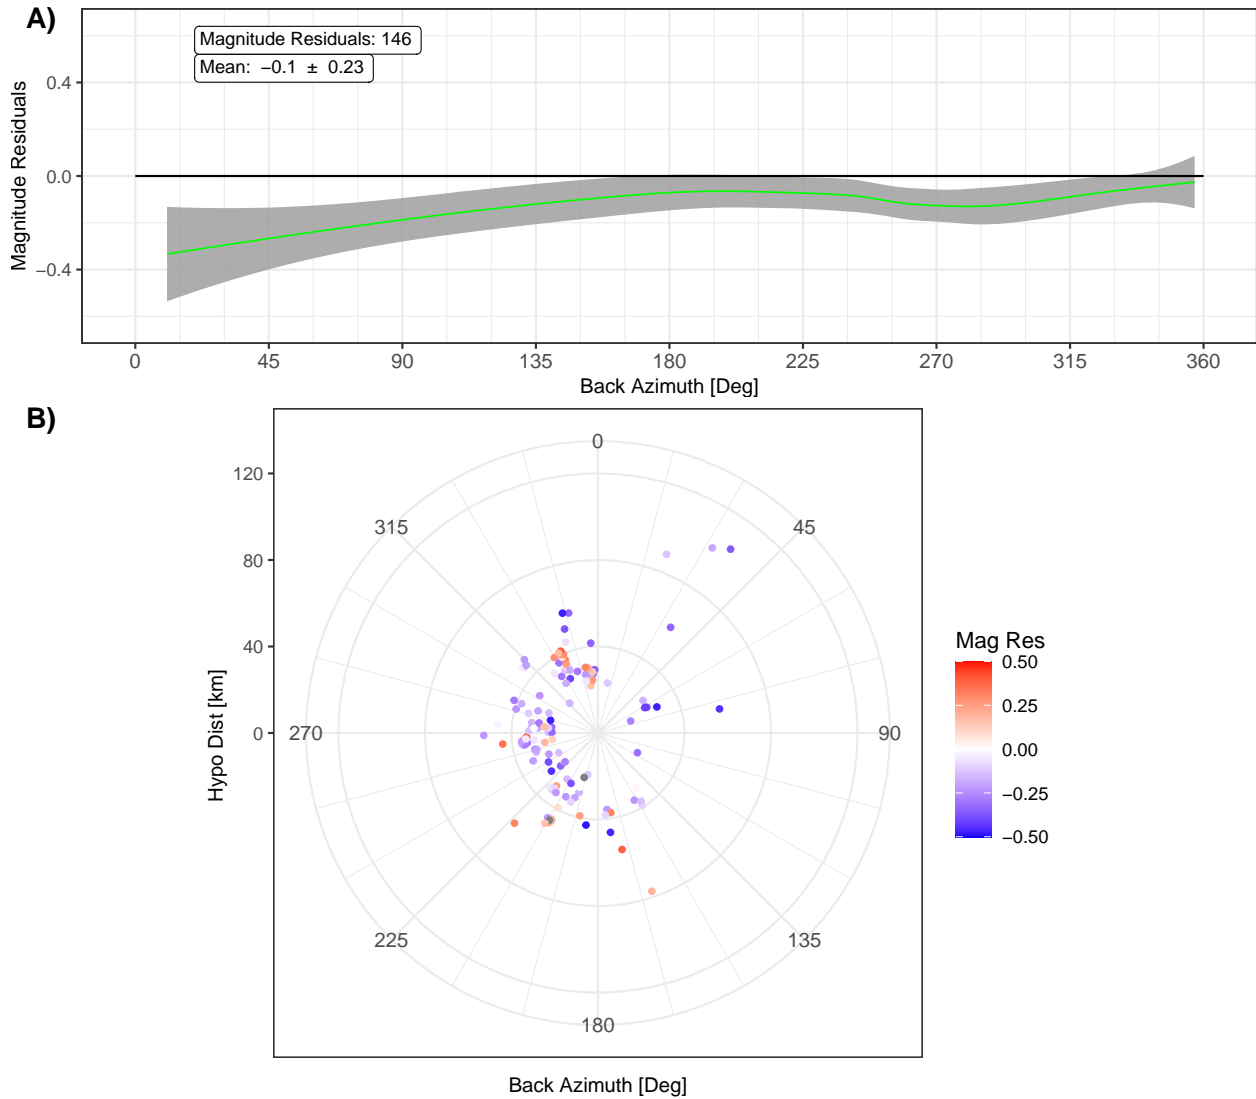 A)
Magnitude Residuals: 146
Mean:  −0.1  ±  0.23
Magnitude Residuals
0.4
0.0
−0.4
0 45 90 135 180 225 270 315 360
Back Azimuth [Deg]
B)
Hypo Dist [km]
120
80
40
0
0
45
90
135
180
225
270
315
Back Azimuth [Deg]
Mag Res
0.50
0.25
0.00
−0.25
−0.50